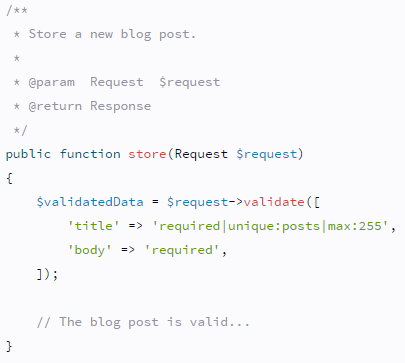 /**
 * Store a new blog post.
 *
 * @param  Request  $request
 * @return Response
 */
public function store(Request $request)
{
    $validatedData = $request->validate([
        'title' => 'required|unique:posts|max:255',
        'body' => 'required',
    ]);

    // The blog post is valid...
}